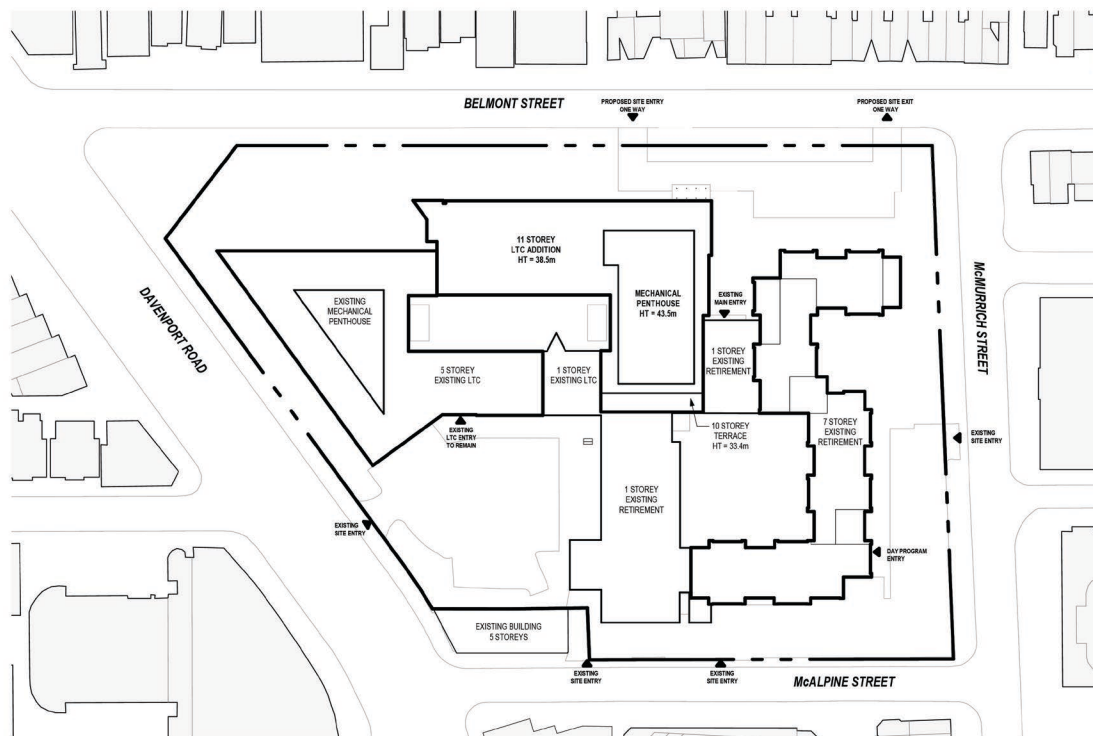 BELMONT STREET
PROPOSED SITE ENTRY
ONE WAY
PROPOSED SITE EXIT
ONE WAY
11 STOREY
LTC ADDITION
HT = 38.5m
MECHANICAL
PENTHOUSE
HT = 43.5m
EXISTING
MAIN ENTRY
McMURRICH STREET
EXISTING
MECHANICAL
PENTHOUSE
DAVENPORT ROAD
5 STOREY
EXISTING LTC
1 STOREY
EXISTING LTC
1 STOREY
EXISTING
RETIREMENT
EXISTING
LTC ENTRY
TO REMAIN
10 STOREY
TERRACE
HT = 33.4m
7 STOREY
EXISTING
RETIREMENT
EXISTING
SITE ENTRY
1 STOREY
EXISTING
RETIREMENT
EXISTING
SITE ENTRY
DAY PROGRAM
ENTRY
EXISTING BUILDING
5 STOREYS
EXISTING
SITE ENTRY
EXISTING
SITE ENTRY
McALPINE STREET